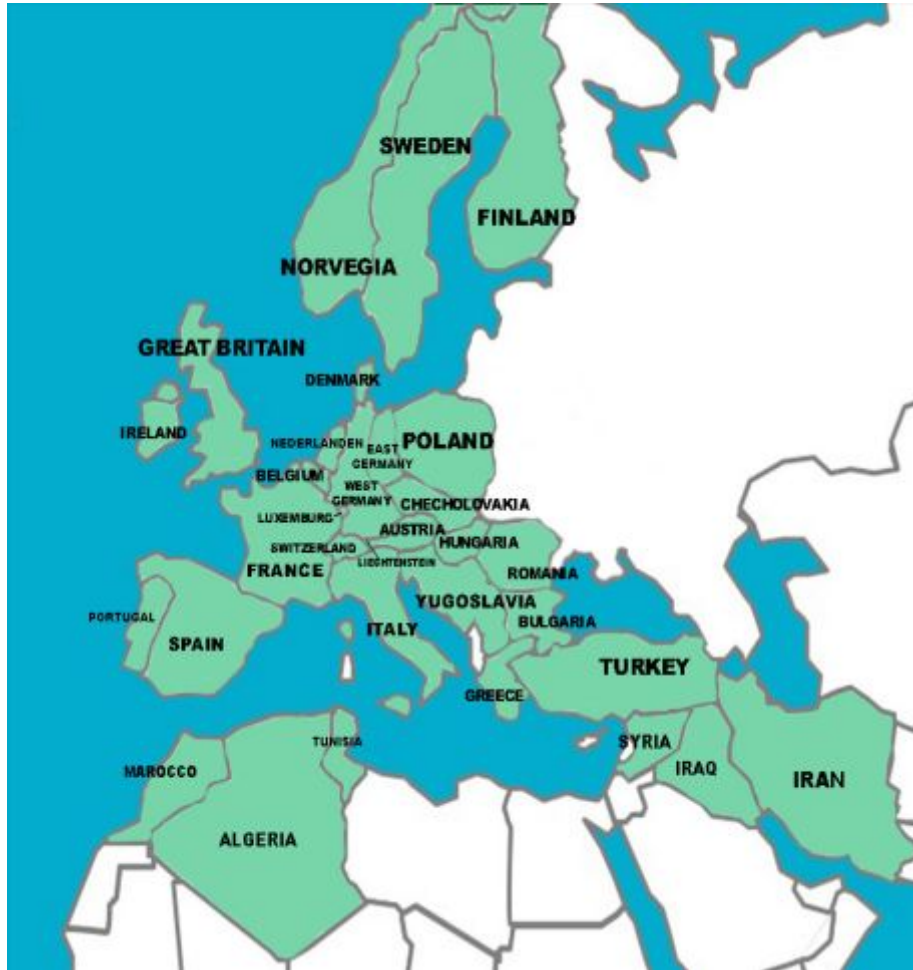 SWEDEN
FINLAND
NORVEGIA
GREAT BRITAIN
DENMARK
IRELAND
NEDERLANDEN
EAST
GERMANY
POLAND
BELGIUM
WEST
GERMANY
CHECHOLOVAKIA
LUXEMBURG
AUSTRIA
HUNGARIA
SWITZERLAND
LIECHTENSTEIN
FRANCE
ROMANIA
YUGOSLAVIA
PORTUGAL
BULGARIA
ITALY
SPAIN
TURKEY
GREECE
TUNISIA
SYRIA
MAROCCO
IRAQ
IRAN
ALGERIA